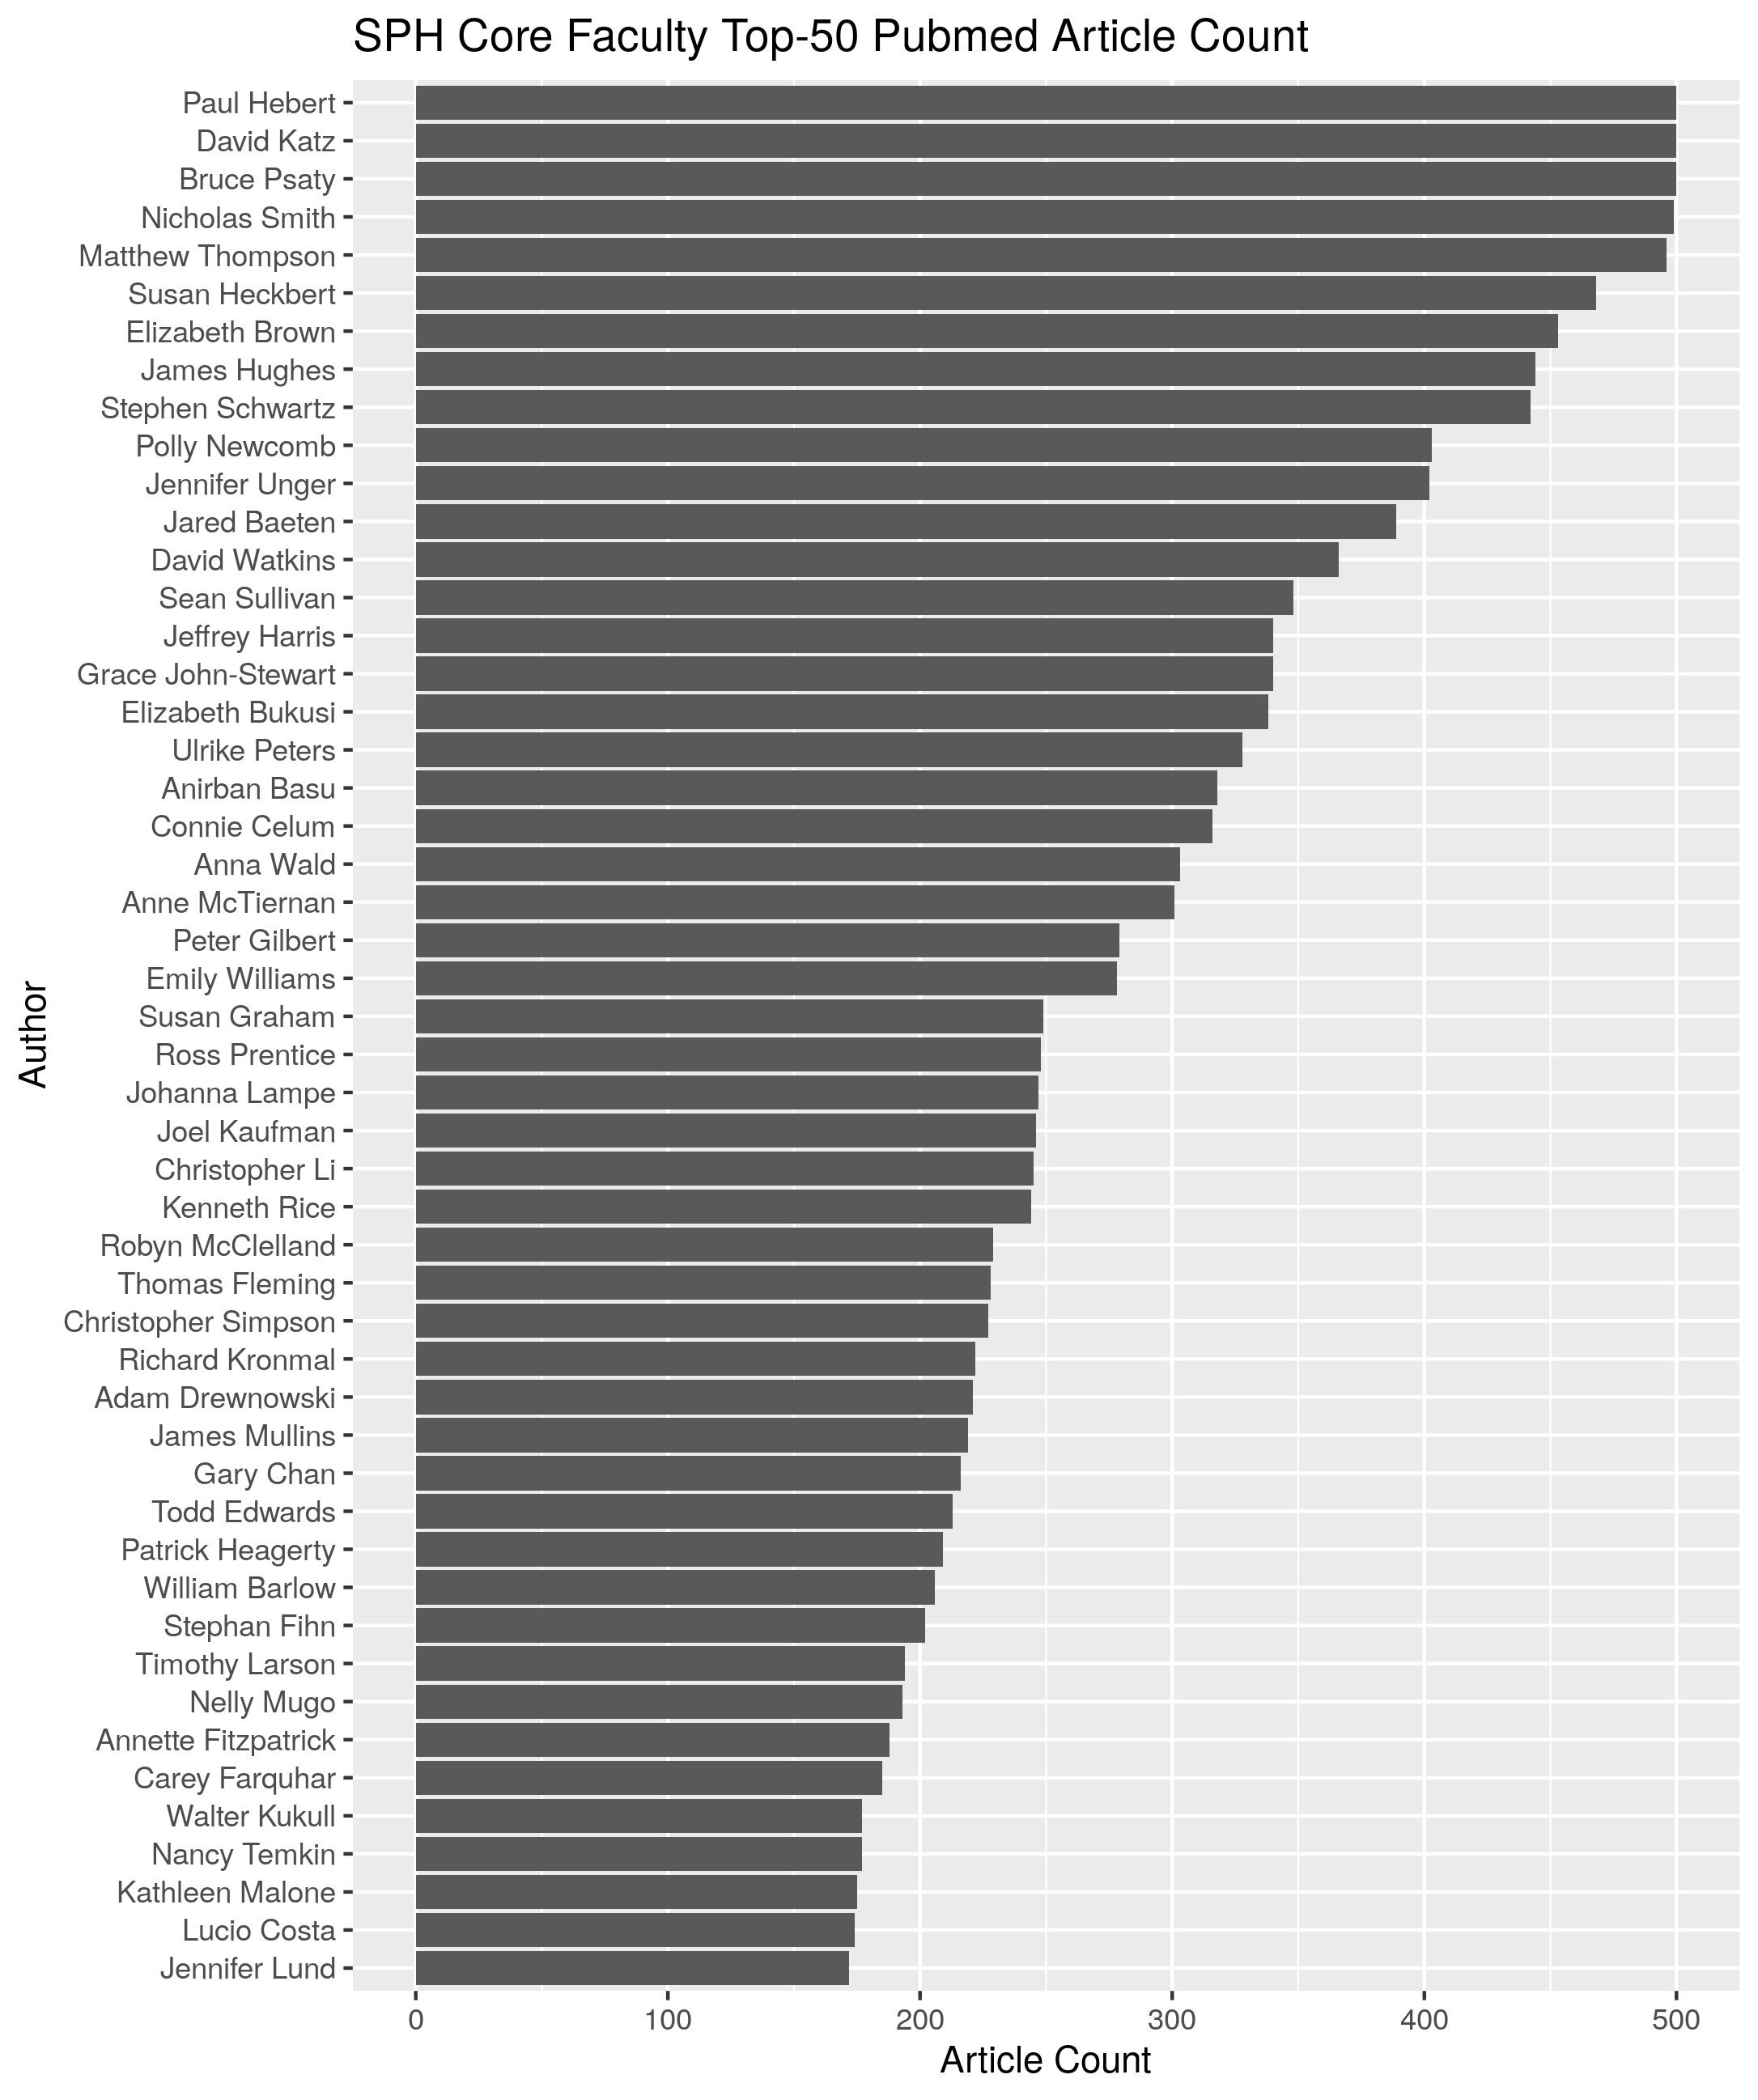 SPH Core Faculty Top-50 Pubmed Article Count
Paul Hebert
David Katz
Bruce Psaty
Nicholas Smith
Matthew Thompson
Susan Heckbert
Elizabeth Brown
James Hughes
Stephen Schwartz
Polly Newcomb
Jennifer Unger
Jared Baeten
David Watkins
Sean Sullivan
Jeffrey Harris
Grace John-Stewart
Elizabeth Bukusi
Ulrike Peters
Anirban Basu
Connie Celum
Anna Wald
Anne McTiernan
Peter Gilbert
Emily Williams
Susan Graham
Ross Prentice
Johanna Lampe
Joel Kaufman
Christopher Li
Kenneth Rice
Robyn McClelland
Thomas Fleming
Christopher Simpson
Richard Kronmal
Adam Drewnowski
James Mullins
Gary Chan
Todd Edwards
Patrick Heagerty
William Barlow
Stephan Fihn
Timothy Larson
Nelly Mugo
Annette Fitzpatrick
Carey Farquhar
Walter Kukull
Nancy Temkin
Kathleen Malone
Lucio Costa
Jennifer Lund
Author
0 100 200 300 400 500
Article Count